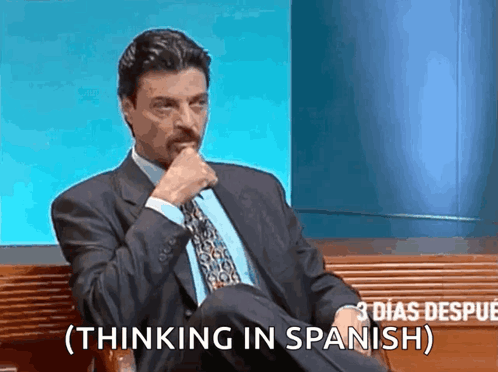 3 DÍAS DESPUÉ
(THINKING IN SPANISH)